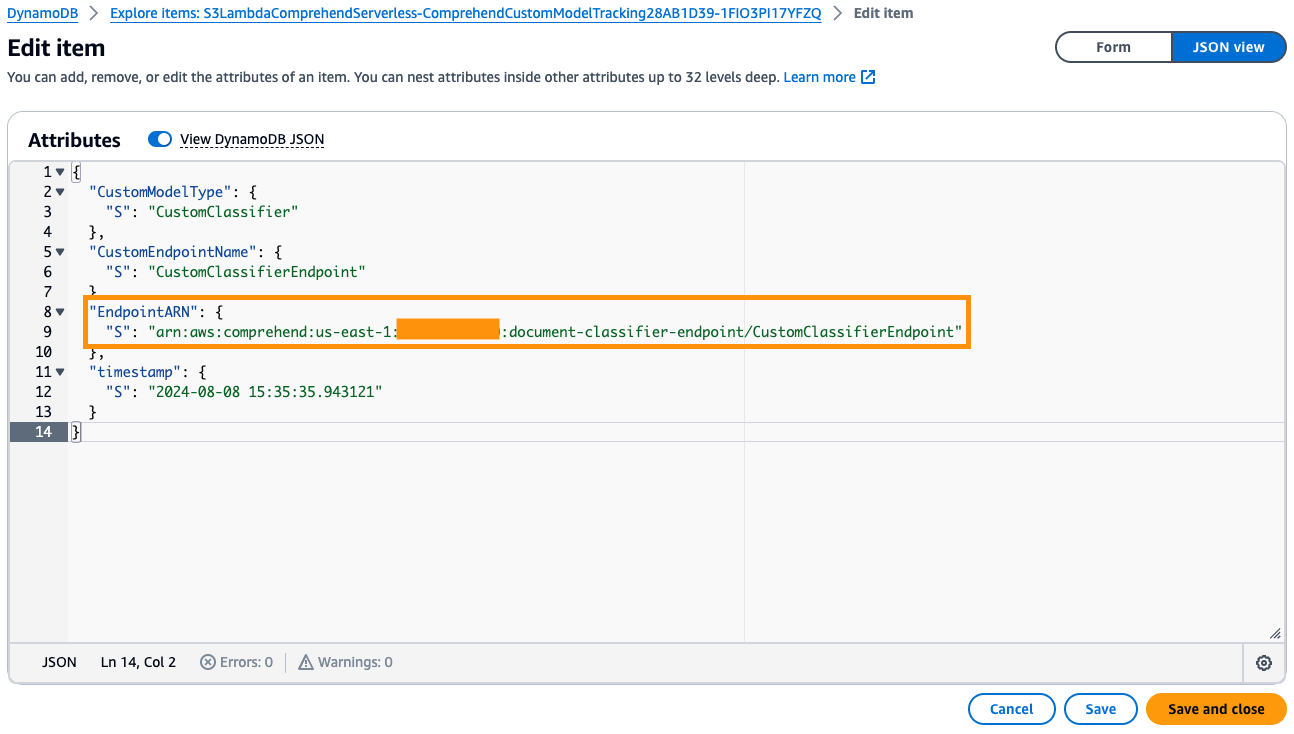 DynamoDB > Explore items: S3LambdaComprehendServerless-ComprehendCustomModelTracking28AB1D39-1FIO3PI17YFZQ > Edit item
Edit item
Form JSON view
You can add, remove, or edit the attributes of an item. You can nest attributes inside other attributes up to 32 levels deep. Learn more
Attributes View DynamoDB JSON
1 {
2 "CustomModelType": {
3 "S": "CustomClassifier"
4 },
5 "CustomEndpointName": {
6 "S": "CustomClassifierEndpoint"
7 }
8 "EndpointARN": {
9 "S": "arn:aws:comprehend:us-east-1: :document-classifier-endpoint/CustomClassifierEndpoint"
10 },
11 "timestamp": {
12 "S": "2024-08-08 15:35:35.943121"
13 }
14 }
JSON Ln 14, Col 2 Errors: 0 Warnings: 0
Cancel Save Save and close